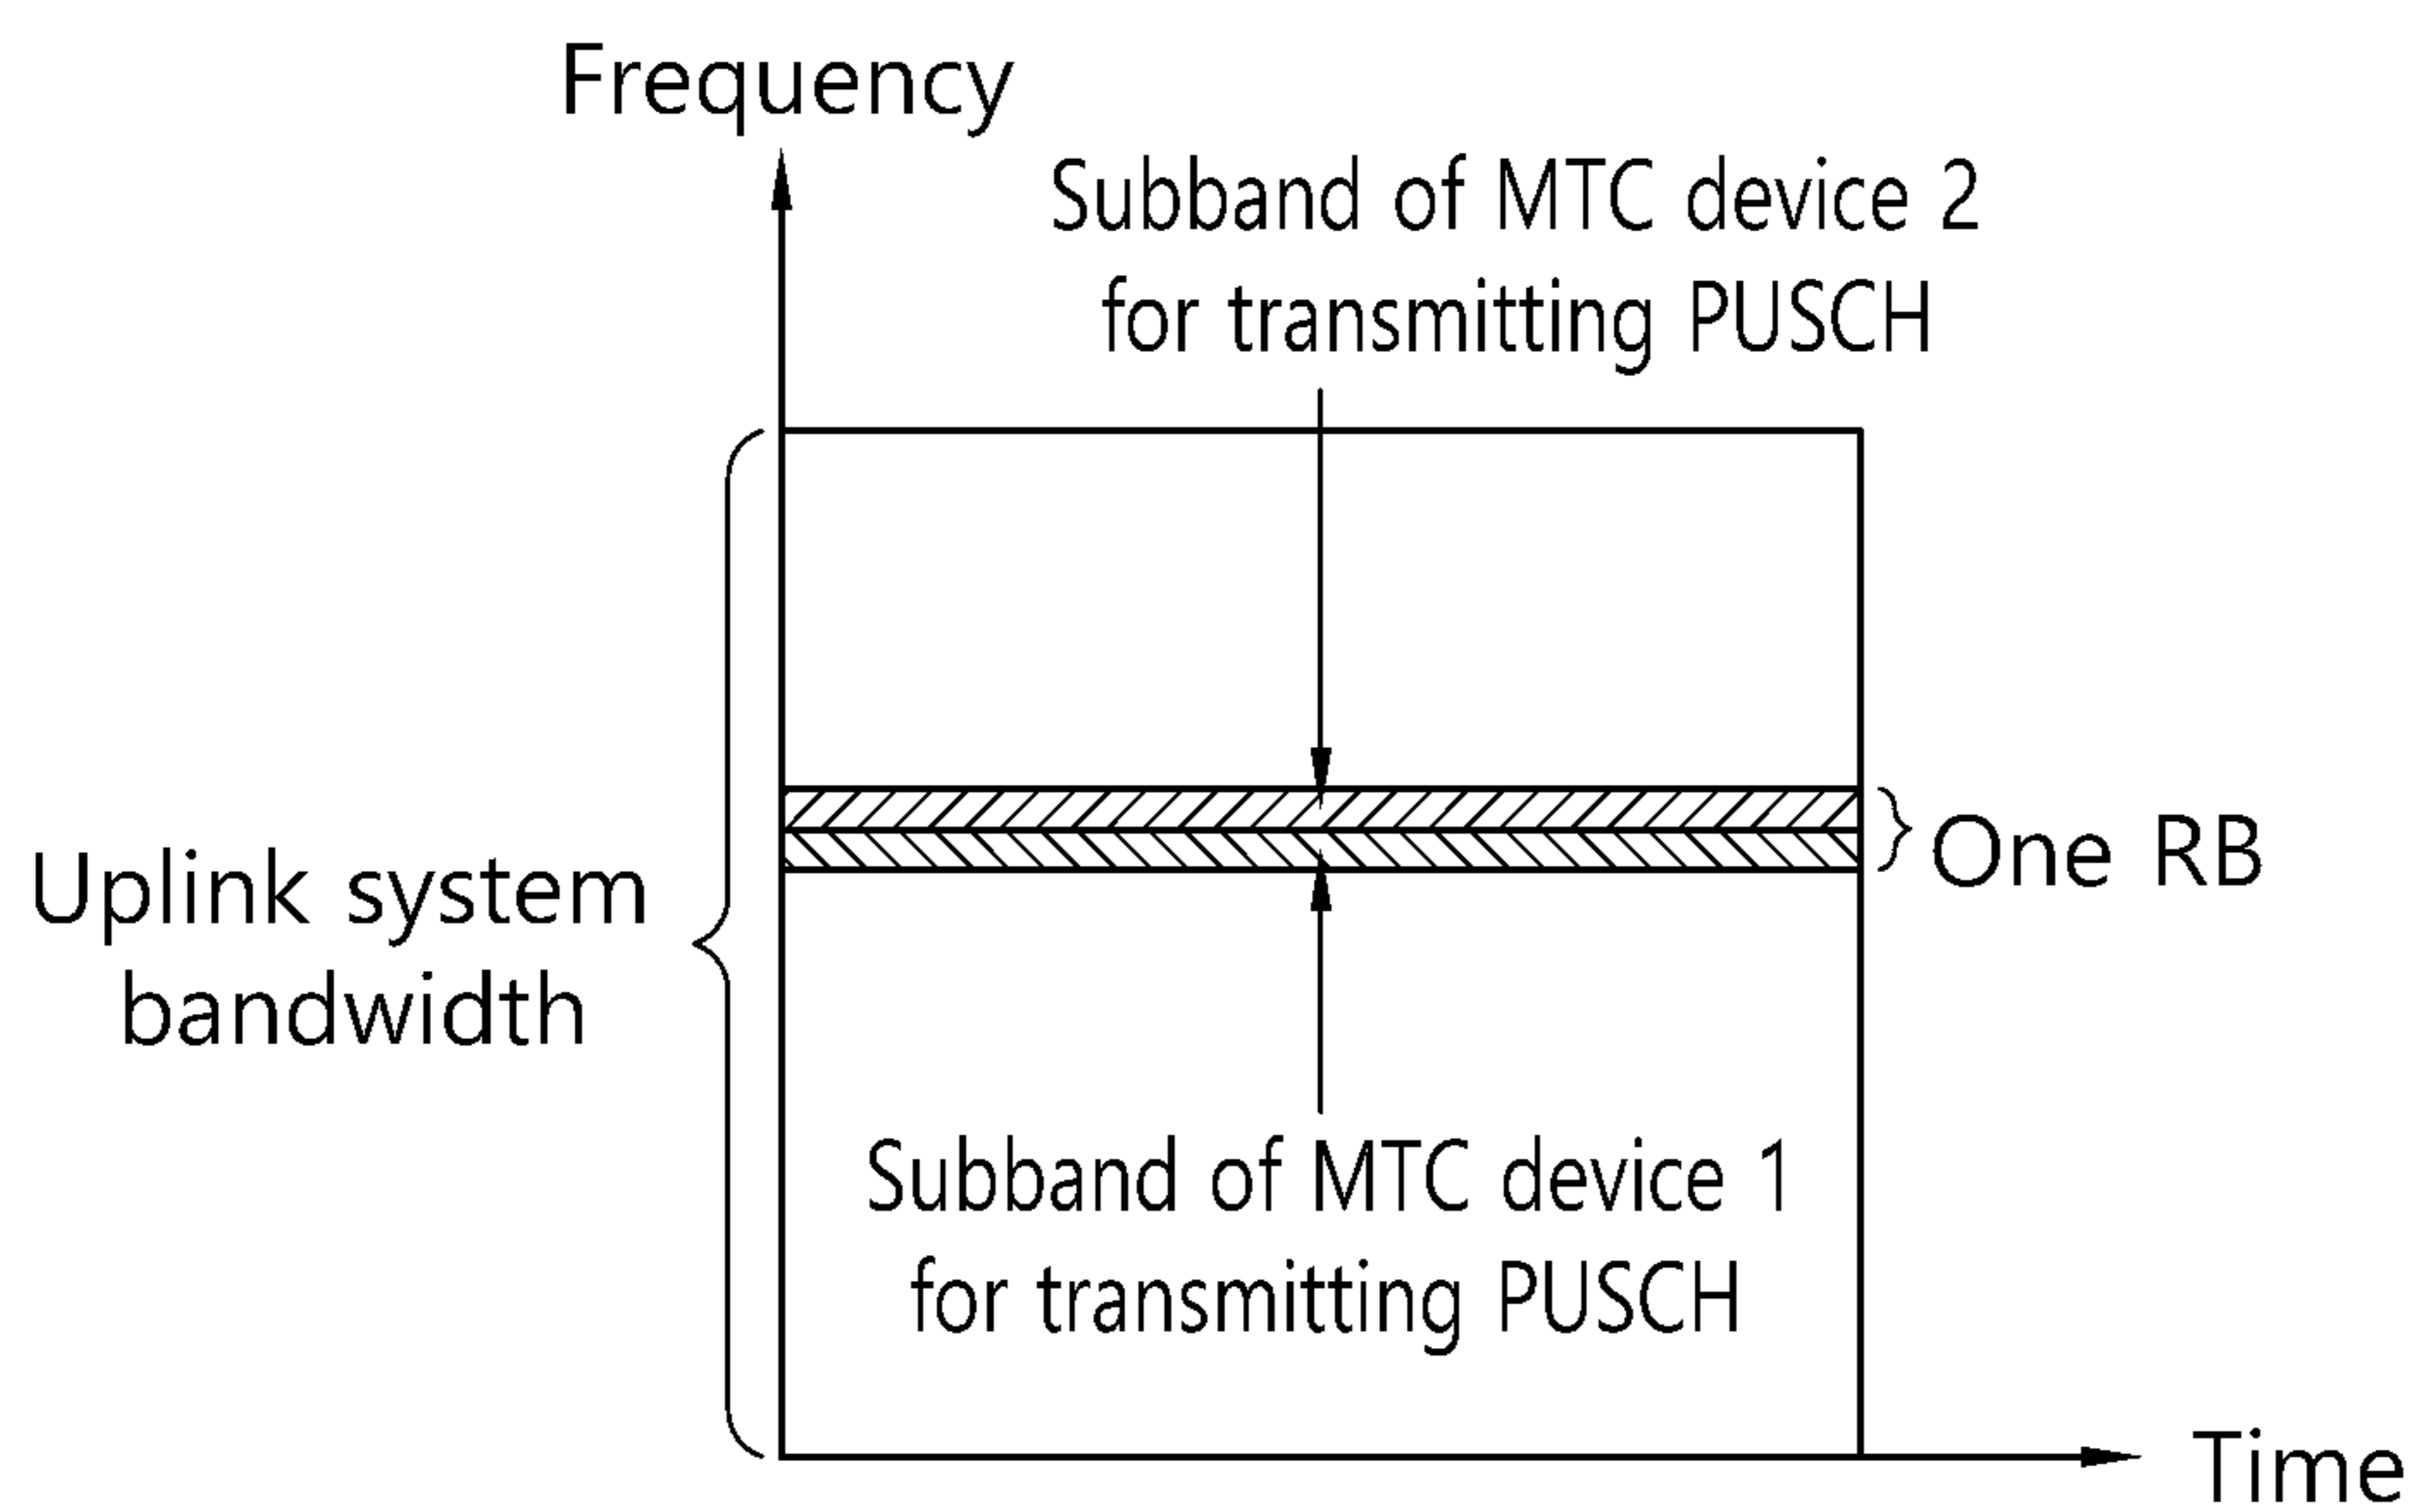 Frequency
Subband of MTC device 2
for transmitting PUSCH
Uplink system
bandwidth
One RB
Subband of MTC device 1
for transmitting PUSCH
Time